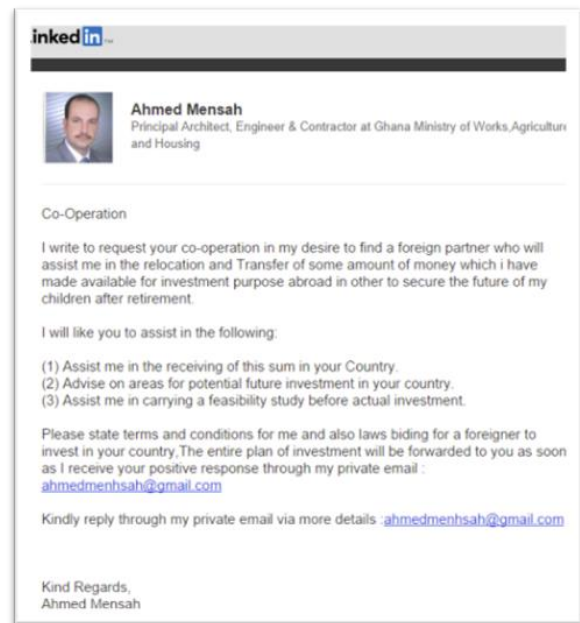 inked in
Ahmed Mensah
Principal Architect, Engineer & Contractor at Ghana Ministry of Works,Agriculture
and Housing
Co-Operation
I write to request your co-operation in my desire to find a foreign partner who will
assist me in the relocation and Transfer of some amount of money which i have
made available for investment purpose abroad in other to secure the future of my
children after retirement.
I will like you to assist in the following:
(1) Assist me in the receiving of this sum in your Country.
(2) Advise on areas for potential future investment in your country.
(3) Assist me in carrying a feasibility study before actual investment.
Please state terms and conditions for me and also laws biding for a foreigner to
invest in your country,The entire plan of investment will be forwarded to you as soon
as I receive your positive response through my private email :
ahmedmenhsah@gmail.com
Kindly reply through my private email via more details :ahmedmenhsah@gmail.com
Kind Regards,
Ahmed Mensah